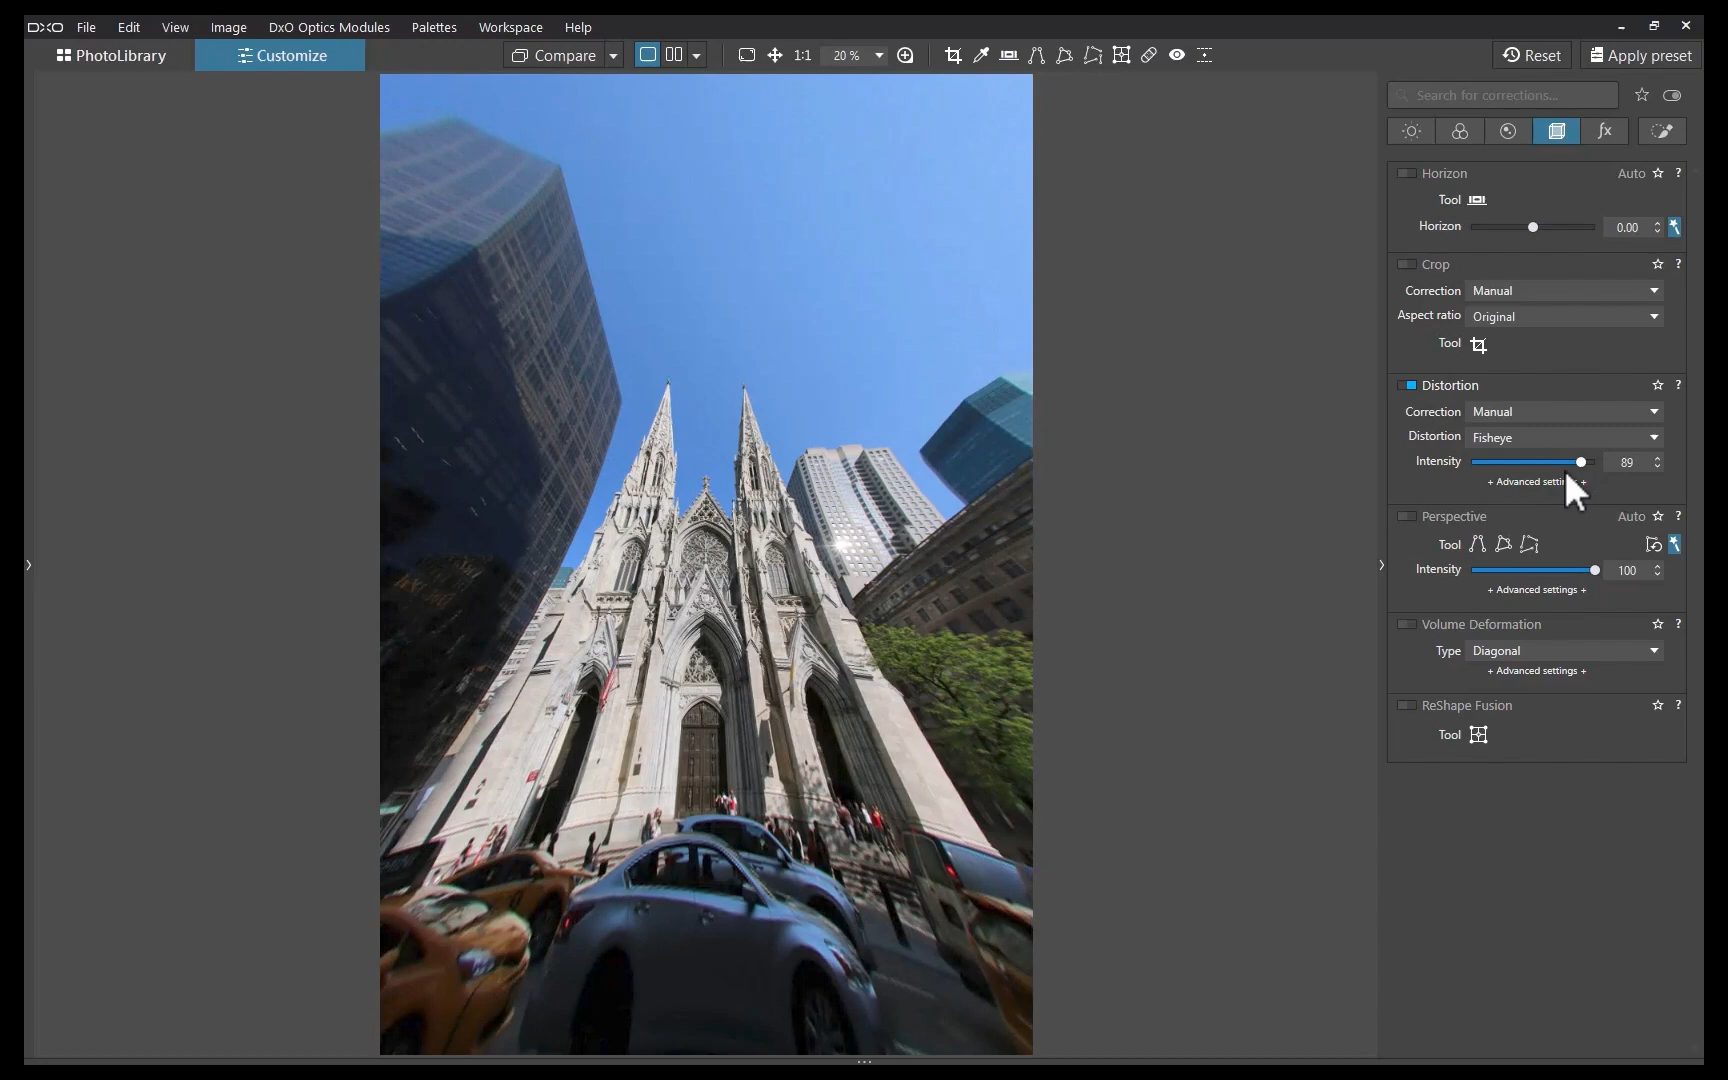 DXO File Edit View Image DxO Optics Modules Palettes Workspace Help
PhotoLibrary Customize Compare 1:1 20 % Reset Apply preset
Search for corrections...
fx
Horizon Auto ?
Tool
Horizon 0.00
Crop ?
Correction Manual
Aspect ratio Original
Tool
Distortion ?
Correction Manual
Distortion Fisheye
Intensity 89
+ Advanced settin +
Perspective Auto ?
Tool
Intensity 100
+ Advanced settings +
Volume Deformation ?
Type Diagonal
+ Advanced settings +
ReShape Fusion ?
Tool